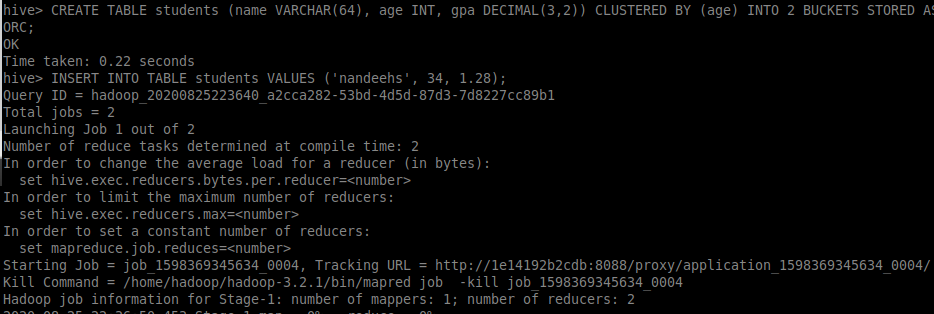 hive> CREATE TABLE students (name VARCHAR(64), age INT, gpa DECIMAL(3,2)) CLUSTERED BY (age) INTO 2 BUCKETS STORED AS
ORC;
OK
Time taken: 0.22 seconds
hive> INSERT INTO TABLE students VALUES ('nandeehs', 34, 1.28);
Query ID = hadoop_20200825223640_a2cca282-53bd-4d5d-87d3-7d8227cc89b1
Total jobs = 2
Launching Job 1 out of 2
Number of reduce tasks determined at compile time: 2
In order to change the average load for a reducer (in bytes):
  set hive.exec.reducers.bytes.per.reducer=<number>
In order to limit the maximum number of reducers:
  set hive.exec.reducers.max=<number>
In order to set a constant number of reducers:
  set mapreduce.job.reduces=<number>
Starting Job = job_1598369345634_0004, Tracking URL = http://1e14192b2cdb:8088/proxy/application_1598369345634_0004/
Kill Command = /home/hadoop/hadoop-3.2.1/bin/mapred job  -kill job_1598369345634_0004
Hadoop job information for Stage-1: number of mappers: 1; number of reducers: 2